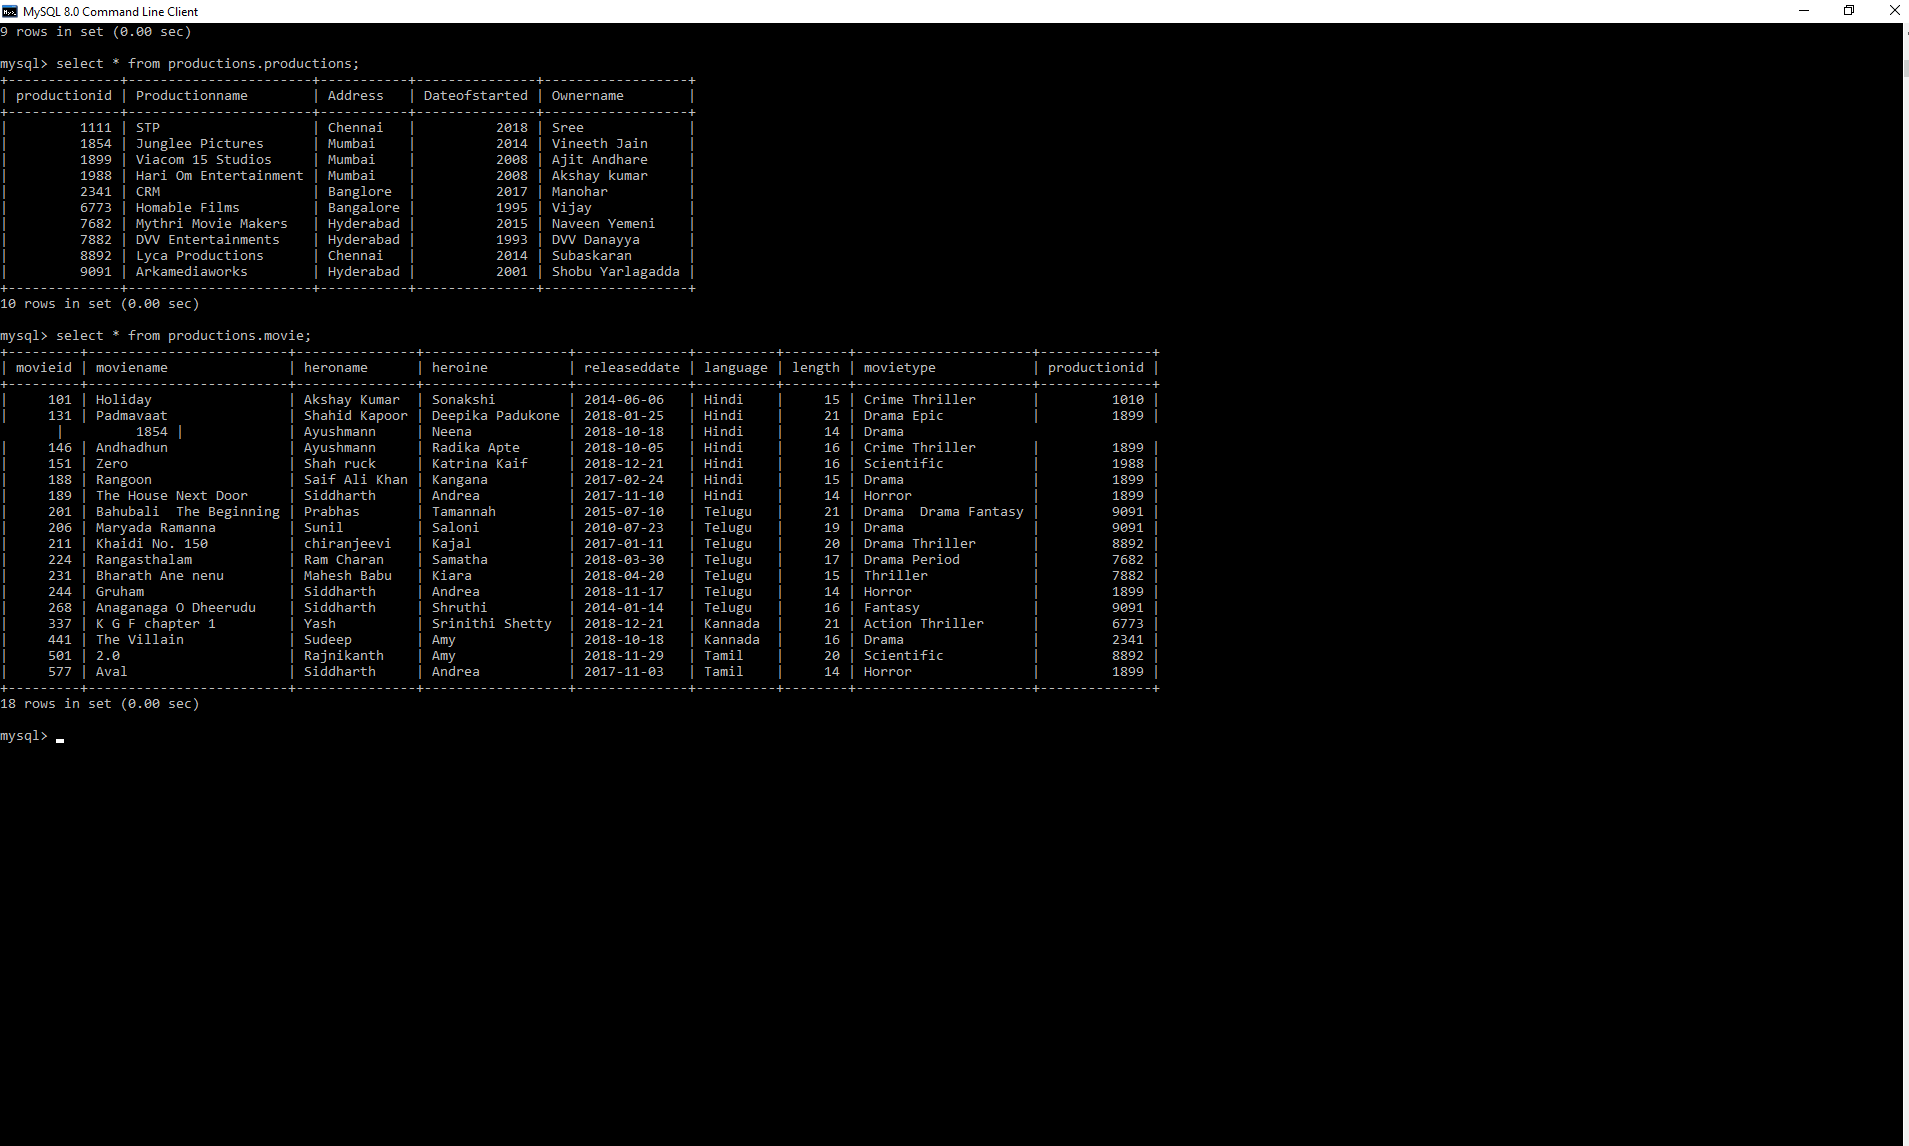 MySQL 8.0 Command Line Client
9 rows in set (0.00 sec)
mysql> select * from productions.productions;
+--------------+----------------------+-----------+---------------+------------------+
| productionid | Productionname       | Address   | Dateofstarted | Ownername        |
+--------------+----------------------+-----------+---------------+------------------+
|         1111 | STP                  | Chennai   |          2018 | Sree             |
|         1854 | Junglee Pictures     | Mumbai    |          2014 | Vineeth Jain     |
|         1899 | Viacom 15 Studios    | Mumbai    |          2008 | Ajit Andhare     |
|         1988 | Hari Om Entertainment | Mumbai    |          2008 | Akshay kumar     |
|         2341 | CRM                  | Banglore  |          2017 | Manohar          |
|         6773 | Homable Films        | Bangalore |          1995 | Vijay            |
|         7682 | Mythri Movie Makers  | Hyderabad |          2015 | Naveen Yemeni    |
|         7882 | DVV Entertainments   | Hyderabad |          1993 | DVV Danayya      |
|         8892 | Lyca Productions     | Chennai   |          2014 | Subaskaran       |
|         9091 | Arkamediaworks       | Hyderabad |          2001 | Shobu Yarlagadda |
+--------------+----------------------+-----------+---------------+------------------+
10 rows in set (0.00 sec)
mysql> select * from productions.movie;
+---------+-------------------------+---------------+------------------+--------------+----------+--------+----------------------+--------------+
| movieid | moviename               | heroname      | heroine          | releaseddate | language | length | movietype            | productionid |
+---------+-------------------------+---------------+------------------+--------------+----------+--------+----------------------+--------------+
|     101 | Holiday                 | Akshay Kumar  | Sonakshi         | 2014-06-06   | Hindi    |     15 | Crime Thriller       |         1010 |
|     131 | Padmavaat               | Shahid Kapoor | Deepika Padukone | 2018-01-25   | Hindi    |     21 | Drama Epic           |         1899 |
       |         1854 |             | Ayushmann     | Neena            | 2018-10-18   | Hindi    |     14 | Drama
|     146 | Andhadhun               | Ayushmann     | Radika Apte      | 2018-10-05   | Hindi    |     16 | Crime Thriller       |         1899 |
|     151 | Zero                    | Shah ruck     | Katrina Kaif     | 2018-12-21   | Hindi    |     16 | Scientific           |         1988 |
|     188 | Rangoon                 | Saif Ali Khan | Kangana          | 2017-02-24   | Hindi    |     15 | Drama                |         1899 |
|     189 | The House Next Door     | Siddharth     | Andrea           | 2017-11-10   | Hindi    |     14 | Horror               |         1899 |
|     201 | Bahubali  The Beginning | Prabhas       | Tamannah         | 2015-07-10   | Telugu   |     21 | Drama  Drama Fantasy |         9091 |
|     206 | Maryada Ramanna         | Sunil         | Saloni           | 2010-07-23   | Telugu   |     19 | Drama                |         9091 |
|     211 | Khaidi No. 150          | chiranjeevi   | Kajal            | 2017-01-11   | Telugu   |     20 | Drama Thriller       |         8892 |
|     224 | Rangasthalam            | Ram Charan    | Samatha          | 2018-03-30   | Telugu   |     17 | Drama Period         |         7682 |
|     231 | Bharath Ane nenu        | Mahesh Babu   | Kiara            | 2018-04-20   | Telugu   |     15 | Thriller             |         7882 |
|     244 | Gruham                  | Siddharth     | Andrea           | 2018-11-17   | Telugu   |     14 | Horror               |         1899 |
|     268 | Anaganaga O Dheerudu    | Siddharth     | Shruthi          | 2014-01-14   | Telugu   |     16 | Fantasy              |         9091 |
|     337 | K G F chapter 1         | Yash          | Srinithi Shetty  | 2018-12-21   | Kannada  |     21 | Action Thriller      |         6773 |
|     441 | The Villain             | Sudeep        | Amy              | 2018-10-18   | Kannada  |     16 | Drama                |         2341 |
|     501 | 2.0                     | Rajnikanth    | Amy              | 2018-11-29   | Tamil    |     20 | Scientific           |         8892 |
|     577 | Aval                    | Siddharth     | Andrea           | 2017-11-03   | Tamil    |     14 | Horror               |         1899 |
+---------+-------------------------+---------------+------------------+--------------+----------+--------+----------------------+--------------+
18 rows in set (0.00 sec)
mysql>